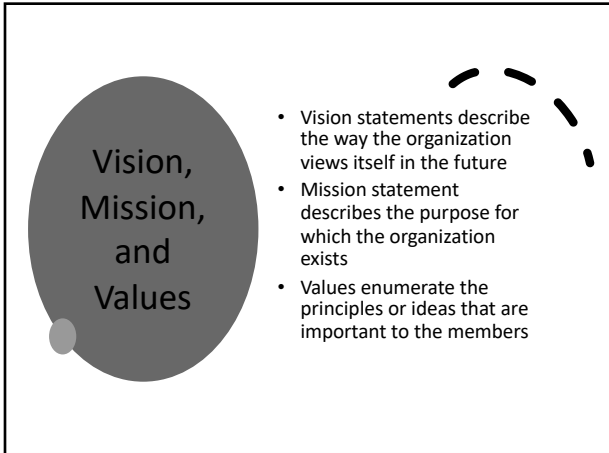 Vision,
Mission,
and
Values
• Vision statements describe
the way the organization
views itself in the future
• Mission statement
describes the purpose for
which the organization
exists
• Values enumerate the
principles or ideas that are
important to the members